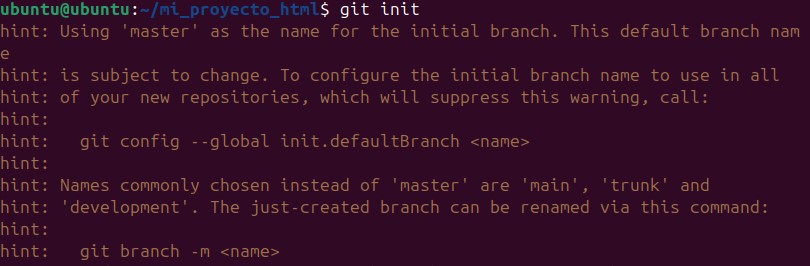 ubuntu@ubuntu:~/mi_proyecto_html$ git init
hint: Using 'master' as the name for the initial branch. This default branch nam
e
hint: is subject to change. To configure the initial branch name to use in all
hint: of your new repositories, which will suppress this warning, call:
hint:
hint:   git config --global init.defaultBranch <name>
hint:
hint: Names commonly chosen instead of 'master' are 'main', 'trunk' and
hint: 'development'. The just-created branch can be renamed via this command:
hint:
hint:   git branch -m <name>